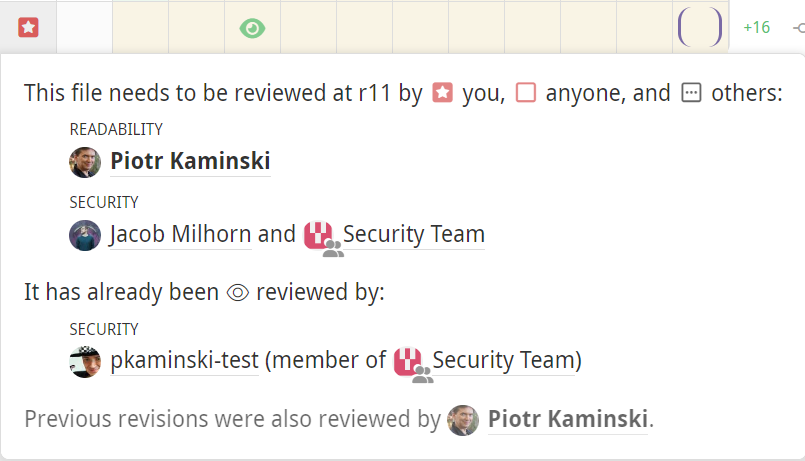 +16
This file needs to be reviewed at r11 by you, anyone, and others:
READABILITY
Piotr Kaminski
SECURITY
Jacob Milhorn and Security Team
It has already been reviewed by:
SECURITY
pkaminski-test (member of Security Team)
Previous revisions were also reviewed by Piotr Kaminski.